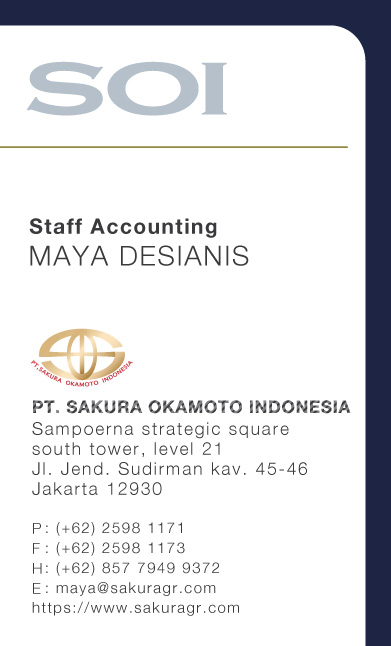 SOI
Staff Accounting
MAYA DESIANIS
PT. SAKURA OKAMOTO INDONESIA
PT. SAKURA OKAMOTO INDONESIA
Sampoerna strategic square
south tower, level 21
Jl. Jend. Sudirman kav. 45-46
Jakarta 12930
P: (+62) 2598 1171
F: (+62) 2598 1173
H: (+62) 857 7949 9372
E: maya@sakuragr.com
https://www.sakuragr.com